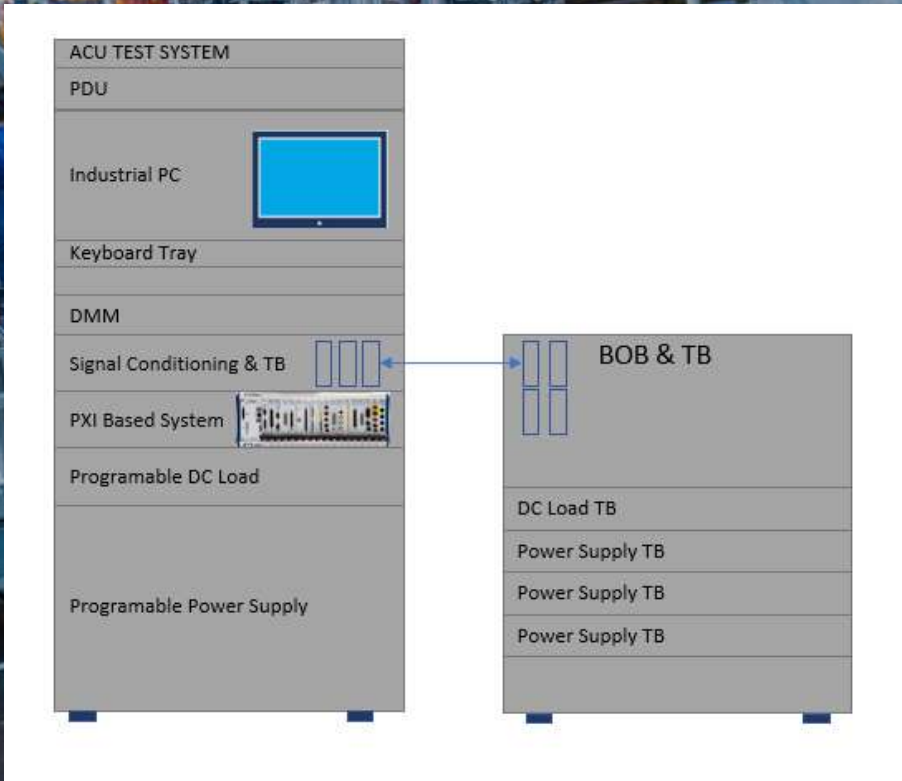 ACU TEST SYSTEM
PDU
Industrial PC
Keyboard Tray
DMM
Signal Conditioning & TB
PXI Based System
Programable DC Load
Programable Power Supply
BOB & TB
DC Load TB
Power Supply TB
Power Supply TB
Power Supply TB